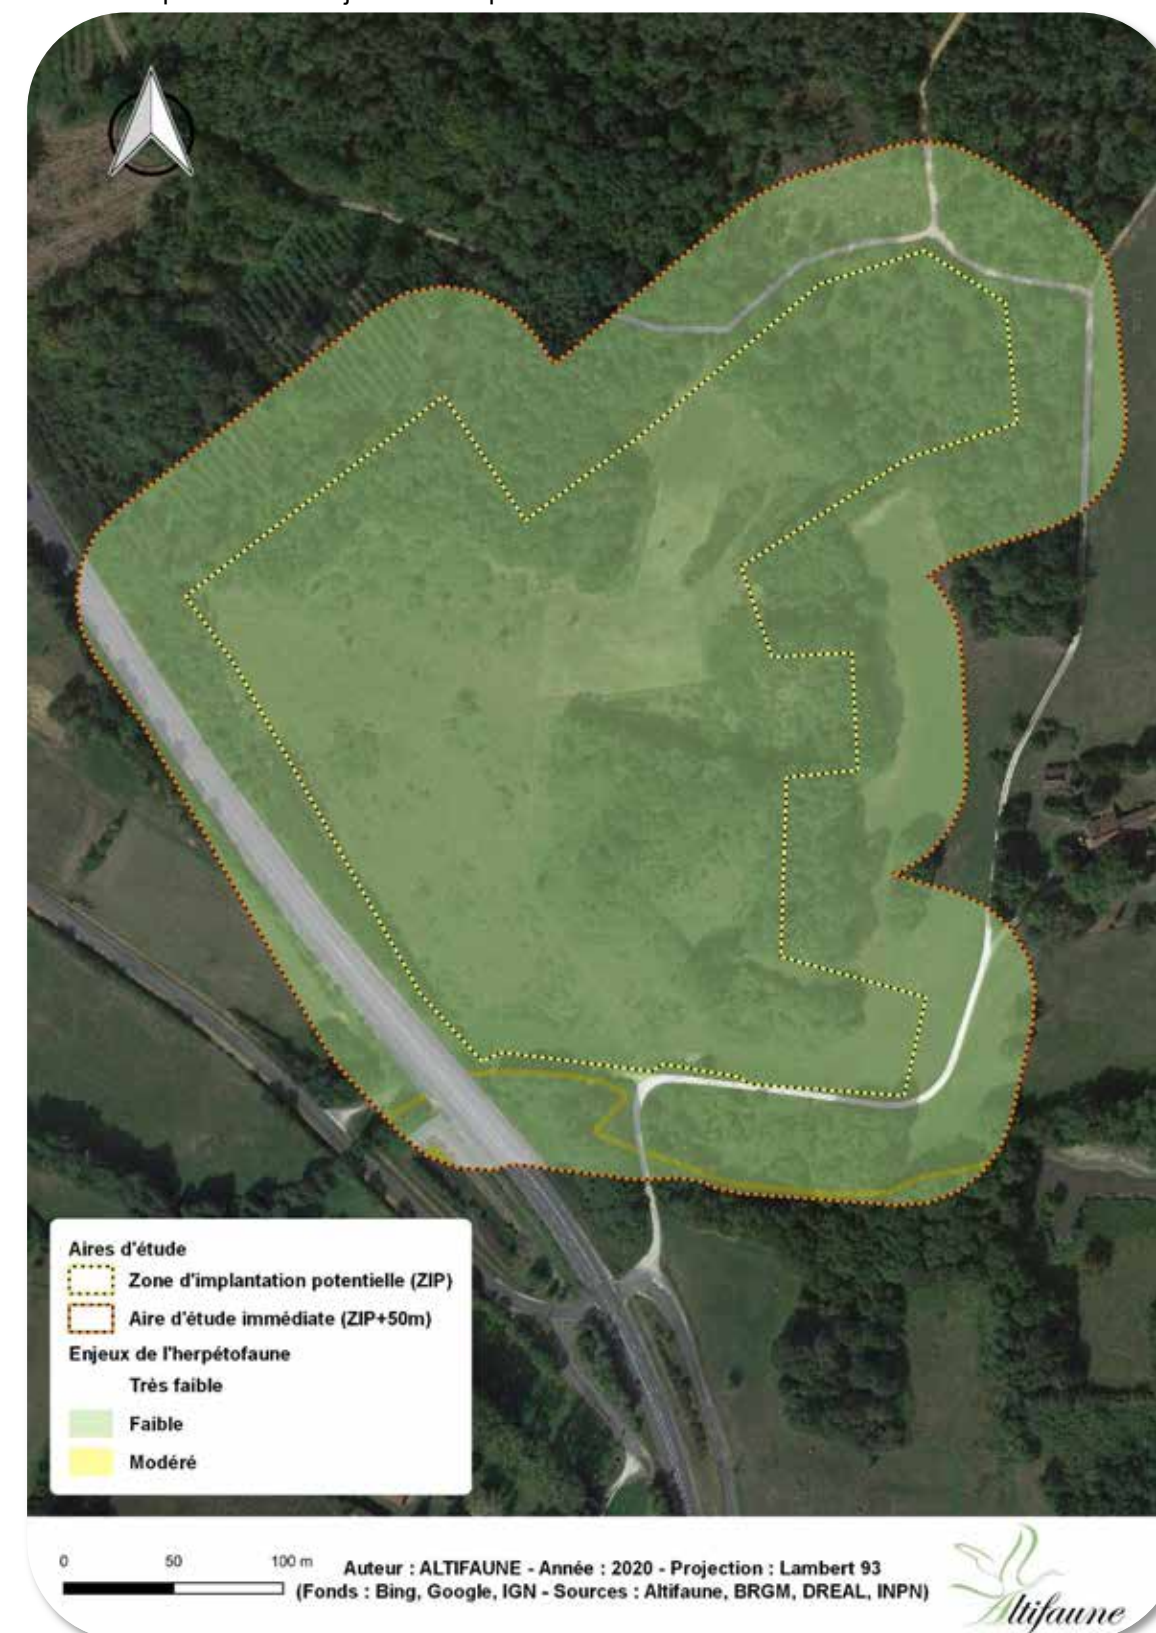 Aires d'étude
Zone d'implantation potentielle (ZIP)
Aire d'étude immédiate (ZIP+50m)
Enjeux de l'herpétofaune
Très faible
Faible
Modéré
0 50 100 m
Auteur : ALTIFAUNE - Année : 2020 - Projection : Lambert 93
(Fonds : Bing, Google, IGN - Sources : Altifaune, BRGM, DREAL, INPN)
Altifaune